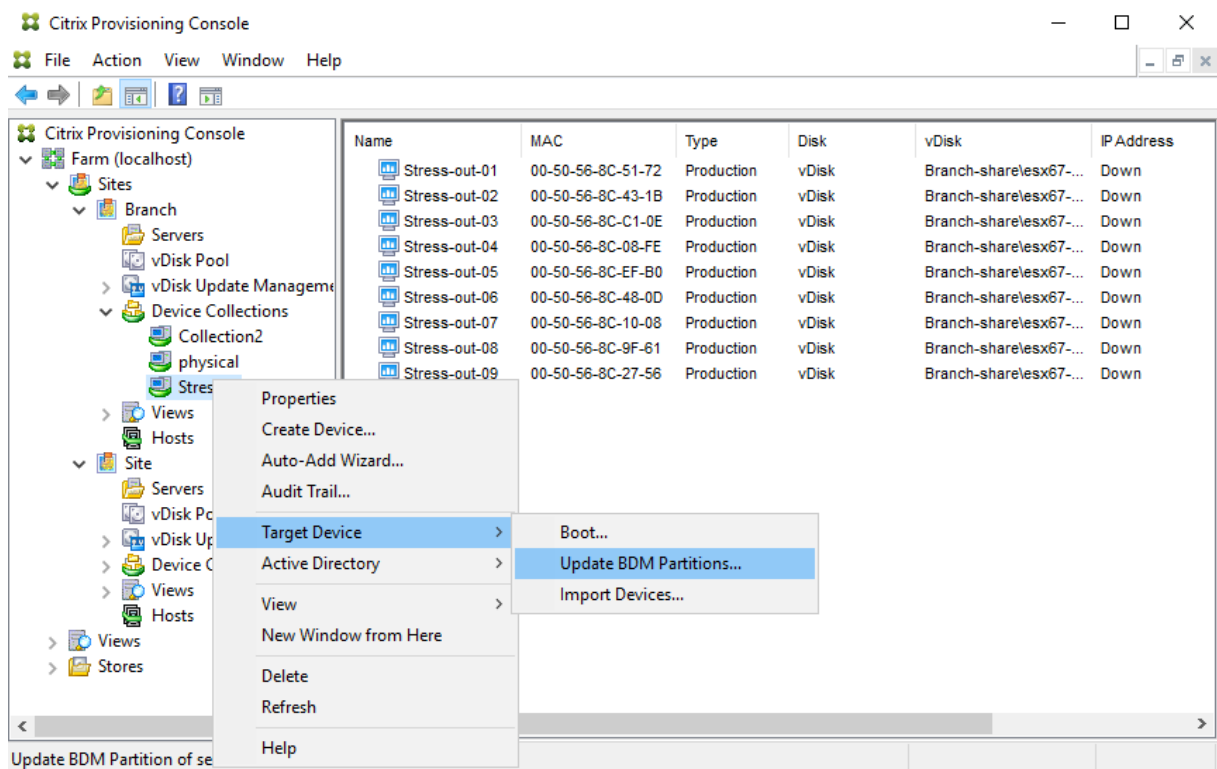 Citrix Provisioning Console
File Action View Window Help
Citrix Provisioning Console
Farm (localhost)
Sites
Branch
Servers
vDisk Pool
vDisk Update Manageme
Device Collections
Collection2
physical
Stres
Views
Hosts
Site
Servers
vDisk Po
vDisk Up
Device C
Views
Hosts
Views
Stores
Name MAC Type Disk vDisk IP Address
Stress-out-01 00-50-56-8C-51-72 Production vDisk Branch-share\esx67-... Down
Stress-out-02 00-50-56-8C-43-1B Production vDisk Branch-share\esx67-... Down
Stress-out-03 00-50-56-8C-C1-0E Production vDisk Branch-share\esx67-... Down
Stress-out-04 00-50-56-8C-08-FE Production vDisk Branch-share\esx67-... Down
Stress-out-05 00-50-56-8C-EF-B0 Production vDisk Branch-share\esx67-... Down
Stress-out-06 00-50-56-8C-48-0D Production vDisk Branch-share\esx67-... Down
Stress-out-07 00-50-56-8C-10-08 Production vDisk Branch-share\esx67-... Down
Stress-out-08 00-50-56-8C-9F-61 Production vDisk Branch-share\esx67-... Down
Stress-out-09 00-50-56-8C-27-56 Production vDisk Branch-share\esx67-... Down
Properties
Create Device...
Auto-Add Wizard...
Audit Trail...
Target Device
Active Directory
View
New Window from Here
Delete
Refresh
Help
Boot...
Update BDM Partitions...
Import Devices...
Update BDM Partition of se